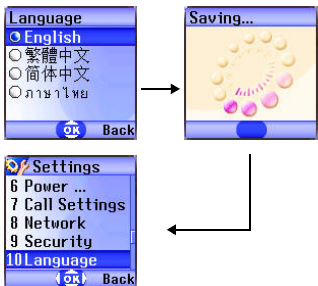 Language
English
繁體中文
简体中文
ภาษาไทย
OK Back
Saving...
Settings
6 Power ...
7 Call Settings
8 Network
9 Security
10 Language
OK Back